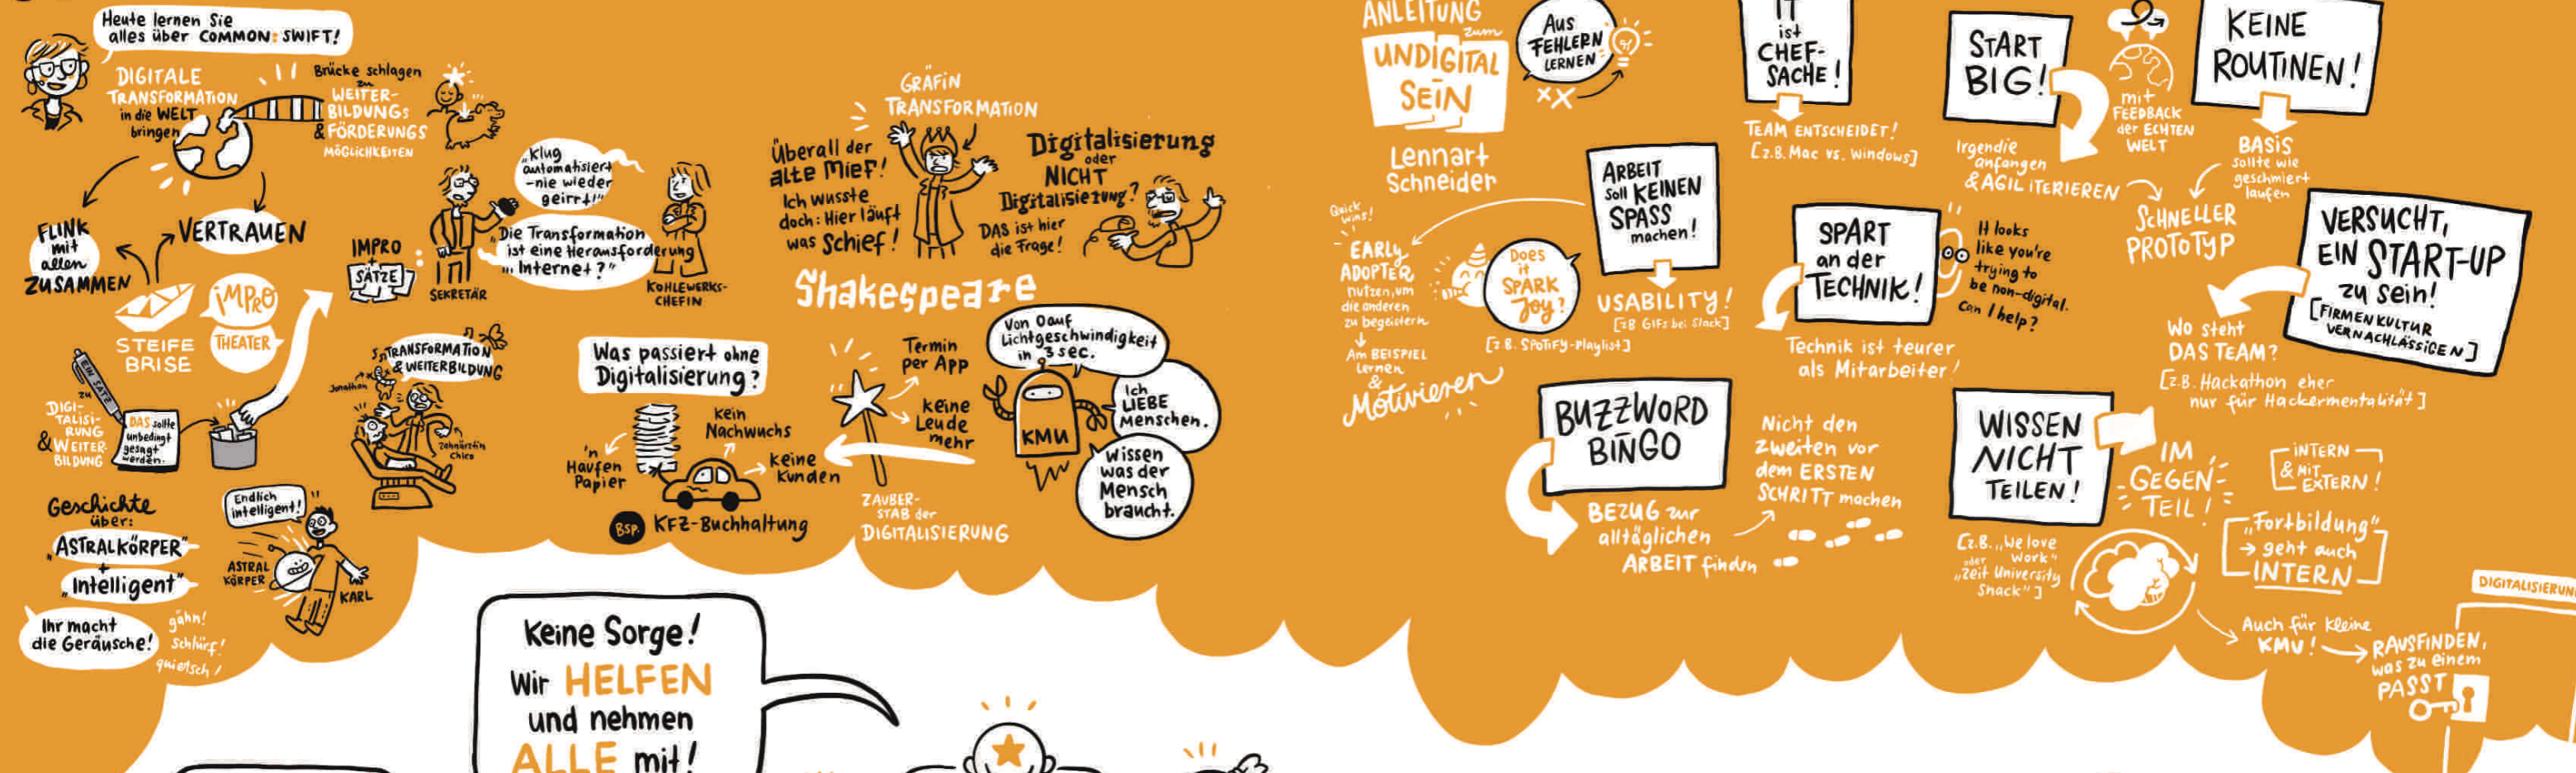 Heute lernen Sie
alles über COMMON:SWIFT!
DIGITALE
TRANSFORMATION
in die WELT
bringen
Brücke schlagen
zu
WEITER-
BILDUNGS
& FÖRDERUNGS
MÖGLICHKEITEN
FLINK
mit
allen
ZUSAMMEN
VERTRAUEN
STEIFE
BRISE
iMPRO
THEATER
IMPRO
+
SÄTZE
SEKRETÄR
„Klug
automatisiert
-nie wieder
geirrt!"
„Die Transformation
ist eine Herausforderung
„Internet?"
KOHLEWERKS-
CHEFIN
EIN SATZ
zu
DIGI-
TALISI-
RUNG
& WEITER-
BILDUNG
DAS sollte
unbedingt
gesagt
werden.
TRANSFORMATION
& WEITERBILDUNG
Jonathan
Zahnärztin
Chico
Geschichte
über:
„ASTRALKÖRPER"
+
„Intelligent"
Ihr macht
die Geräusche!
gähn!
Schlürf!
quietsch!
Endlich
intelligent!
ASTRAL
KÖRPER
KARL
GRÄFIN
TRANSFORMATION
Überall der
alte Mief!
Ich wusste
doch: Hier läuft
was Schief!
Digitalisierung
oder
NICHT
Digitalisierung?
DAS ist hier
die Frage!
Shakespeare
Was passiert ohne
Digitalisierung?
'n
Haufen
Papier
kein
Nachwuchs
keine
Kunden
BSP.
KFZ-Buchhaltung
Termin
per App
keine
Leude
mehr
ZAUBER-
STAB der
DIGITALISIERUNG
Von 0 auf
Lichtgeschwindigkeit
in 3 sec.
Ich
LIEBE
Menschen.
Wissen
was der
Mensch
braucht.
KMU
Keine Sorge!
Wir HELFEN
und nehmen
ALLE mit!
ANLEITUNG
zum
UNDIGITAL
SEIN
Lennart
Schneider
Aus
FEHLERN
LERNEN
XX
IT
ist
CHEF-
SACHE!
TEAM ENTSCHEIDET!
[z.B. Mac vs. Windows]
START
BIG!
Irgendie
anfangen
& AGIL ITERIEREN
mit
FEEDBACK
der ECHTEN
WELT
KEINE
ROUTINEN!
BASIS
sollte wie
geschmiert
laufen
SCHNELLER
PROTOTYP
Quick
wins!
EARLY
ADOPTER
nutzen, um
die anderen
zu begeistern
Am BEISPIEL
Lernen
&
Motivieren
Does
it
SPARK
Joy?
ARBEIT
soll KEINEN
SPASS
machen!
USABILITY!
[zB GIFs bei Slack]
[z.B. SPOTiFY-Playlist]
SPART
an der
TECHNIK!
Technik ist teurer
als Mitarbeiter!
It looks
like you're
trying to
be non-digital.
Can I help?
VERSUCHT,
EIN START-UP
zu sein!
[FIRMENKULTUR
VERNACHLÄSSIGEN]
Wo steht
DAS TEAM?
[z.B. Hackathon eher
nur für Hackermentalität]
BUZZWORD
BINGO
BEZUG zur
alltäglichen
ARBEIT finden
Nicht den
Zweiten vor
dem ERSTEN
SCHRITT machen
WISSEN
NICHT
TEILEN!
IM
GEGEN-
TEIL!
[z.B. „We love
oder Work"
„Zeit University
Snack"]
INTERN
& MIT
EXTERN!
„Fortbildung"
→ geht auch
INTERN
Auch für kleine
KMU!
RAUSFINDEN,
was zu einem
PASST
DIGITALISIERUN